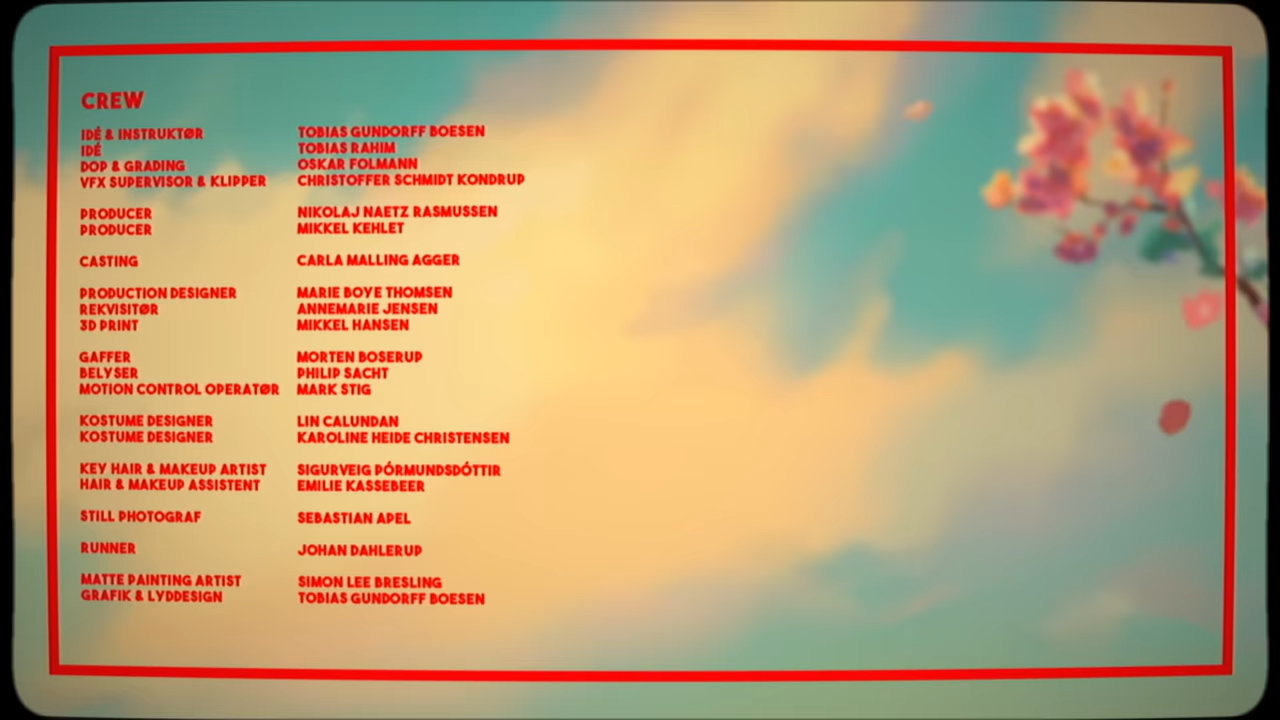 CREW
IDÉ & INSTRUKTØR TOBIAS GUNDORFF BOESEN
IDÉ TOBIAS RAHIM
DOP & GRADING OSKAR FOLMANN
VFX SUPERVISOR & KLIPPER CHRISTOFFER SCHMIDT KONDRUP
PRODUCER NIKOLAJ NAETZ RASMUSSEN
PRODUCER MIKKEL KEHLET
CASTING CARLA MALLING AGGER
PRODUCTION DESIGNER MARIE BOYE THOMSEN
REKVISITØR ANNEMARIE JENSEN
3D PRINT MIKKEL HANSEN
GAFFER MORTEN BOSERUP
BELYSER PHILIP SACHT
MOTION CONTROL OPERATØR MARK STIG
KOSTUME DESIGNER LIN CALUNDAN
KOSTUME DESIGNER KAROLINE HEIDE CHRISTENSEN
KEY HAIR & MAKEUP ARTIST SIGURVEIG PÓRMUNDSDÓTTIR
HAIR & MAKEUP ASSISTENT EMILIE KASSEBEER
STILL PHOTOGRAF SEBASTIAN APEL
RUNNER JOHAN DAHLERUP
MATTE PAINTING ARTIST SIMON LEE BRESLING
GRAFIK & LYDDESIGN TOBIAS GUNDORFF BOESEN